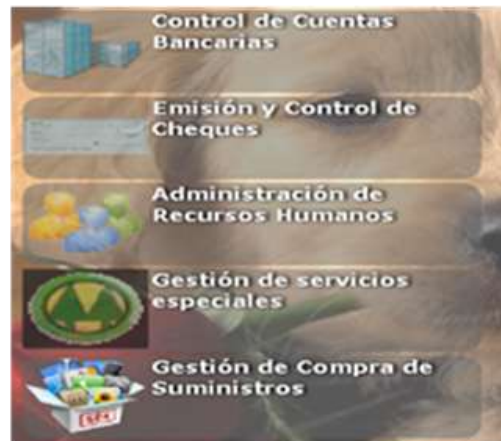 Control de Cuentas
Bancarias
Emisión y Control de
Cheques
Administración de
Recursos Humanos
Gestión de servicios
especiales
Gestión de Compra de
Suministros